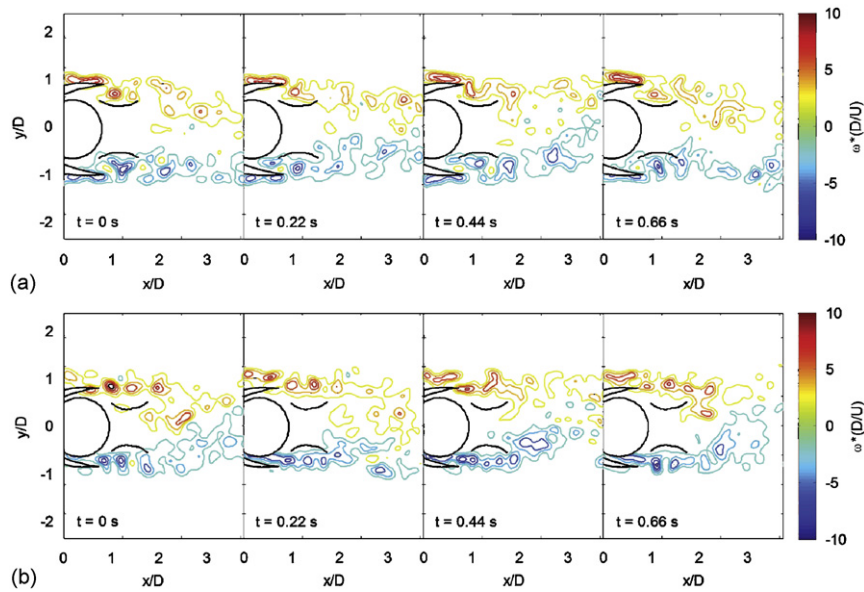 10
5
0
-5
-10
ω*(D/U)
2
1
0
-1
-2
y/D
t = 0 s
t = 0.22 s
t = 0.44 s
t = 0.66 s
0 1 2 3 0 1 2 3 0 1 2 3 0 1 2 3
(a)
x/D
x/D
x/D
x/D
10
5
0
-5
-10
ω*(D/U)
2
1
0
-1
-2
y/D
t = 0 s
t = 0.22 s
t = 0.44 s
t = 0.66 s
0 1 2 3 0 1 2 3 0 1 2 3 0 1 2 3
(b)
x/D
x/D
x/D
x/D